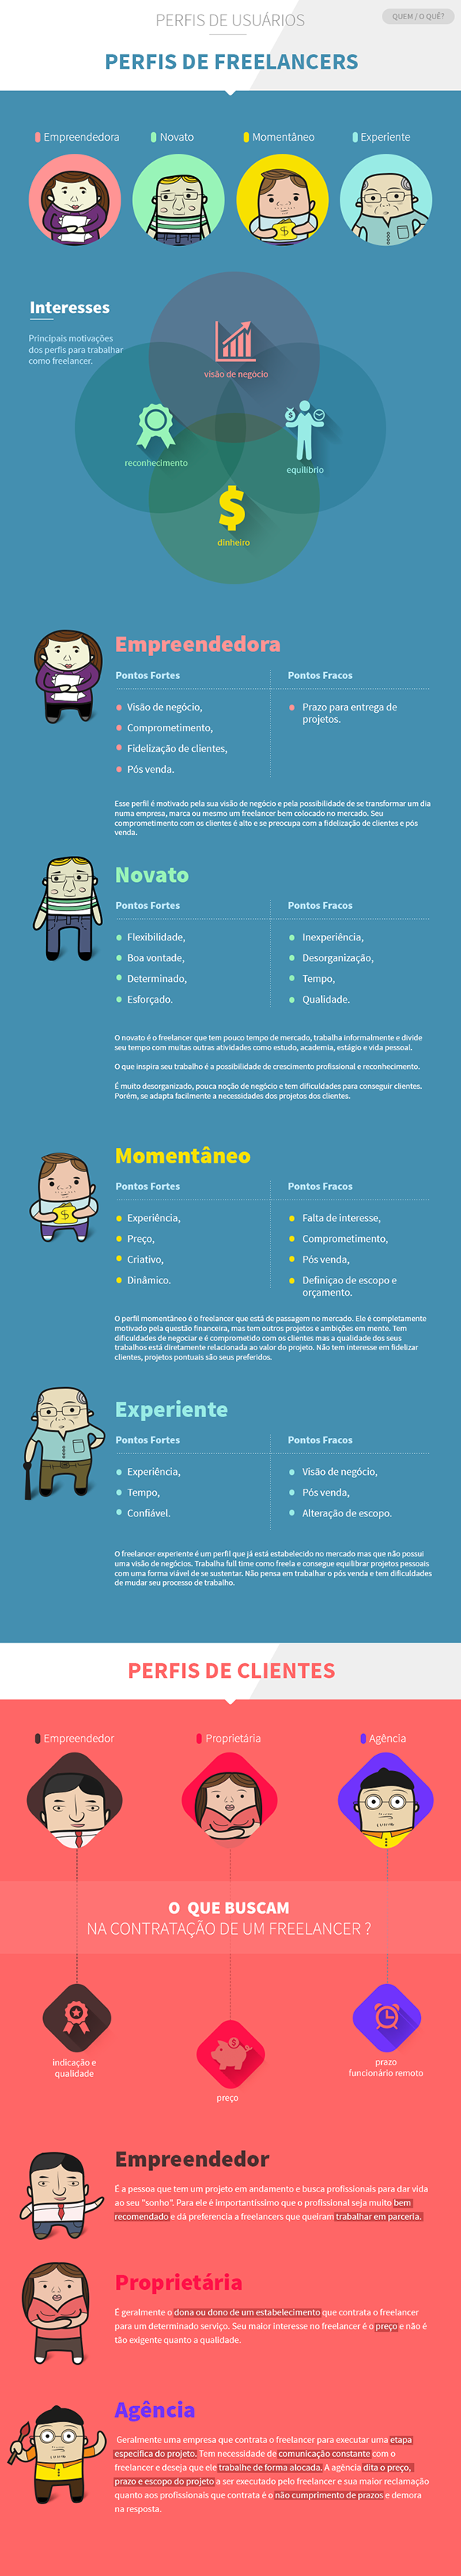 PERFIS DE USUÁRIOS
QUEM / O QUÊ?
PERFIS DE FREELANCERS
Empreendedora
Novato
Momentâneo
Experiente
Interesses
Principais motivações
dos perfis para trabalhar
como freelancer.
visão de negócio
reconhecimento
equilíbrio
$
dinheiro
Empreendedora
Pontos Fortes
Pontos Fracos
Visão de negócio,
Comprometimento,
Fidelização de clientes,
Pós venda.
Prazo para entrega de
projetos.
Esse perfil é motivado pela sua visão de negócio e pela possibilidade de se transformar um dia
numa empresa, marca ou mesmo um freelancer bem colocado no mercado. Seu
comprometimento com os clientes é alto e se preocupa com a fidelização de clientes e pós
venda.
Novato
Pontos Fortes
Pontos Fracos
Flexibilidade,
Boa vontade,
Determinado,
Esforçado.
Inexperiência,
Desorganização,
Tempo,
Qualidade.
O novato é o freelancer que tem pouco tempo de mercado, trabalha informalmente e divide
seu tempo com muitas outras atividades como estudo, academia, estágio e vida pessoal.
O que inspira seu trabalho é a possibilidade de crescimento profissional e reconhecimento.
É muito desorganizado, pouca noção de negócio e tem dificuldades para conseguir clientes.
Porém, se adapta facilmente a necessidades dos projetos dos clientes.
Momentâneo
Pontos Fortes
Pontos Fracos
Experiência,
Preço,
Criativo,
Dinâmico.
Falta de interesse,
Comprometimento,
Pós venda,
Definiçao de escopo e
orçamento.
O perfil momentâneo é o freelancer que está de passagem no mercado. Ele é completamente
motivado pela questão financeira, mas tem outros projetos e ambições em mente. Tem
dificuldades de negociar e é comprometido com os clientes mas a qualidade dos seus
trabalhos está diretamente relacionada ao valor do projeto. Não tem interesse em fidelizar
clientes, projetos pontuais são seus preferidos.
Experiente
Pontos Fortes
Pontos Fracos
Experiência,
Tempo,
Confiável.
Visão de negócio,
Pós venda,
Alteração de escopo.
O freelancer experiente é um perfil que já está estabelecido no mercado mas que não possui
uma visão de negócios. Trabalha full time como freela e consegue equilibrar projetos pessoais
com uma forma viável de se sustentar. Não pensa em trabalhar o pós venda e tem dificuldades
de mudar seu processo de trabalho.
PERFIS DE CLIENTES
Empreendedor
Proprietária
Agência
O QUE BUSCAM
NA CONTRATAÇÃO DE UM FREELANCER ?
indicação e
qualidade
preço
prazo
funcionário remoto
Empreendedor
É a pessoa que tem um projeto em andamento e busca profissionais para dar vida
ao seu "sonho". Para ele é importantíssimo que o profissional seja muito bem
recomendado e dá preferencia a freelancers que queiram trabalhar em parceria.
Proprietária
É geralmente o dona ou dono de um estabelecimento que contrata o freelancer
para um determinado serviço. Seu maior interesse no freelancer é o preço e não é
tão exigente quanto a qualidade.
Agência
Geralmente uma empresa que contrata o freelancer para executar uma etapa
especifica do projeto. Tem necessidade de comunicação constante com o
freelancer e deseja que ele trabalhe de forma alocada. A agência dita o preço,
prazo e escopo do projeto a ser executado pelo freelancer e sua maior reclamação
quanto aos profissionais que contrata é o não cumprimento de prazos e demora
na resposta.